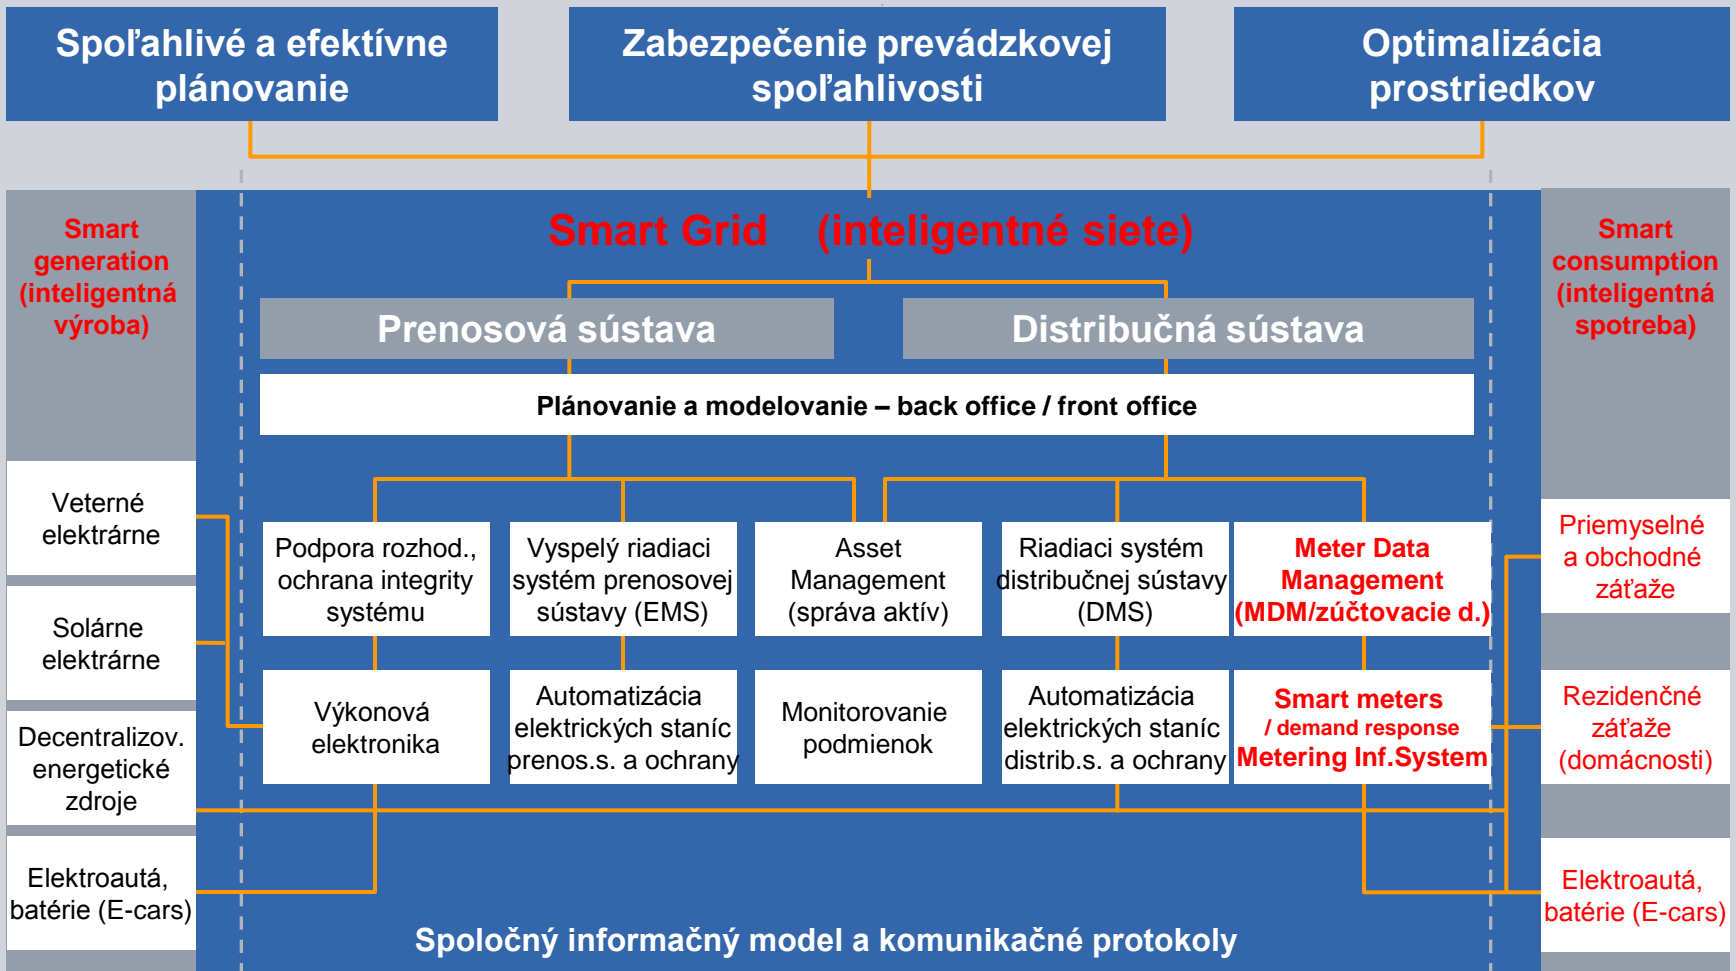 Spoľahlivé a efektívne
plánovanie
Zabezpečenie prevádzkovej
spoľahlivosti
Optimalizácia
prostriedkov
Smart
generation
(inteligentná
výroba)
Smart Grid (inteligentné siete)
Smart
consumption
(inteligentná
spotreba)
Prenosová sústava
Distribučná sústava
Plánovanie a modelovanie – back office / front office
Veterné
elektrárne
Solárne
elektrárne
Decentralizov.
energetické
zdroje
Elektroautá,
batérie (E-cars)
Podpora rozhod.,
ochrana integrity
systému
Vyspelý riadiaci
systém prenosovej
sústavy (EMS)
Asset
Management
(správa aktív)
Riadiaci systém
distribučnej sústavy
(DMS)
Meter Data
Management
(MDM/zúčtovacie d.)
Výkonová
elektronika
Automatizácia
elektrických staníc
prenos.s. a ochrany
Monitorovanie
podmienok
Automatizácia
elektrických staníc
distrib.s. a ochrany
Smart meters
/ demand response
Metering Inf.System
Priemyselné
a obchodné
záťaže
Rezidenčné
záťaže
(domácnosti)
Elektroautá,
batérie (E-cars)
Spoločný informačný model a komunikačné protokoly